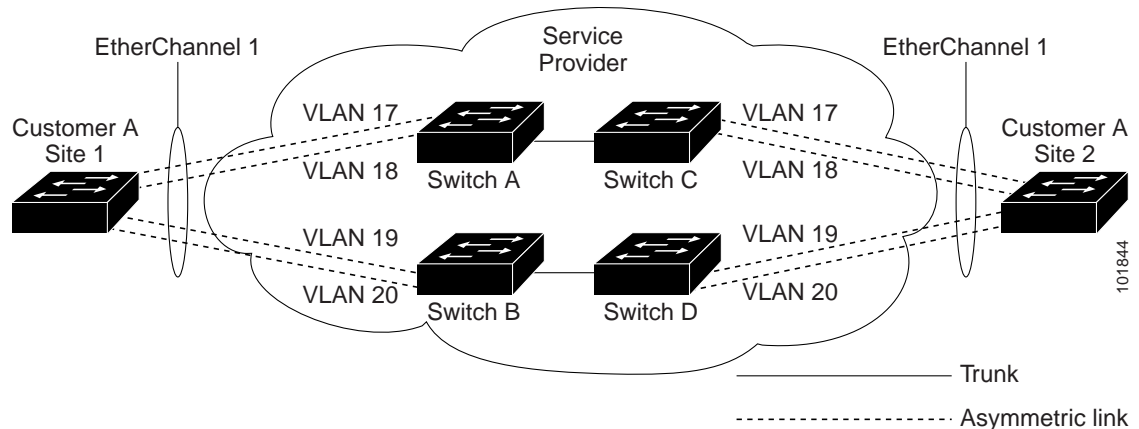 EtherChannel 1
Service
Provider
EtherChannel 1
Customer A
Site 1
VLAN 17
VLAN 18
Switch A
Switch C
VLAN 17
VLAN 18
Customer A
Site 2
VLAN 19
VLAN 20
Switch B
Switch D
VLAN 19
VLAN 20
101844
Trunk
Asymmetric link